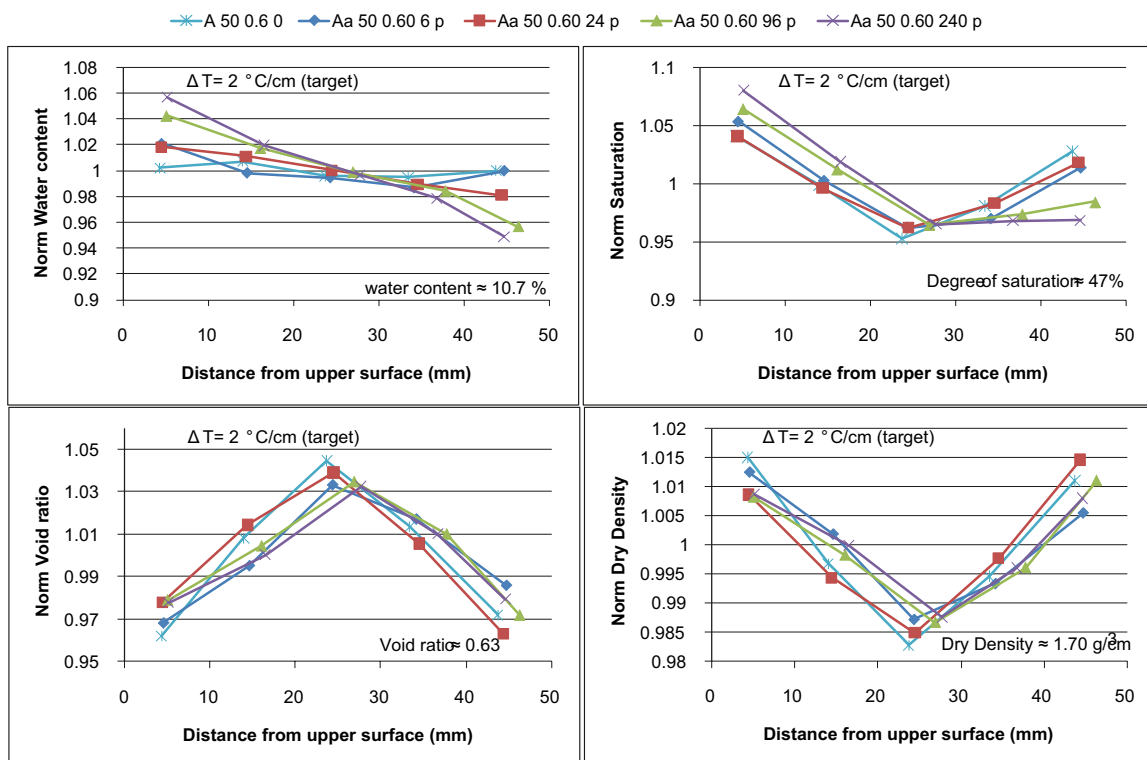 A 50 0.6 0 Aa 50 0.60 6 p Aa 50 0.60 24 p Aa 50 0.60 96 p Aa 50 0.60 240 p
1.08
1.06
1.04
1.02
1
0.98
0.96
0.94
0.92
0.9
Norm Water content
Δ T= 2 °C/cm (target)
water content ≈ 10.7 %
0 10 20 30 40 50
Distance from upper surface (mm)
1.1
1.05
1
0.95
0.9
Norm Saturation
Δ T= 2 °C/cm (target)
Degree of saturation ≈ 47%
0 10 20 30 40 50
Distance from upper surface (mm)
1.05
1.03
1.01
0.99
0.97
0.95
Norm Void ratio
Δ T= 2 °C/cm (target)
Void ratio ≈ 0.63
0 10 20 30 40 50
Distance from upper surface (mm)
1.02
1.015
1.01
1.005
1
0.995
0.99
0.985
0.98
Norm Dry Density
Δ T= 2 °C/cm (target)
Dry Density ≈ 1.70 g/cm3
0 10 20 30 40 50
Distance from upper surface (mm)